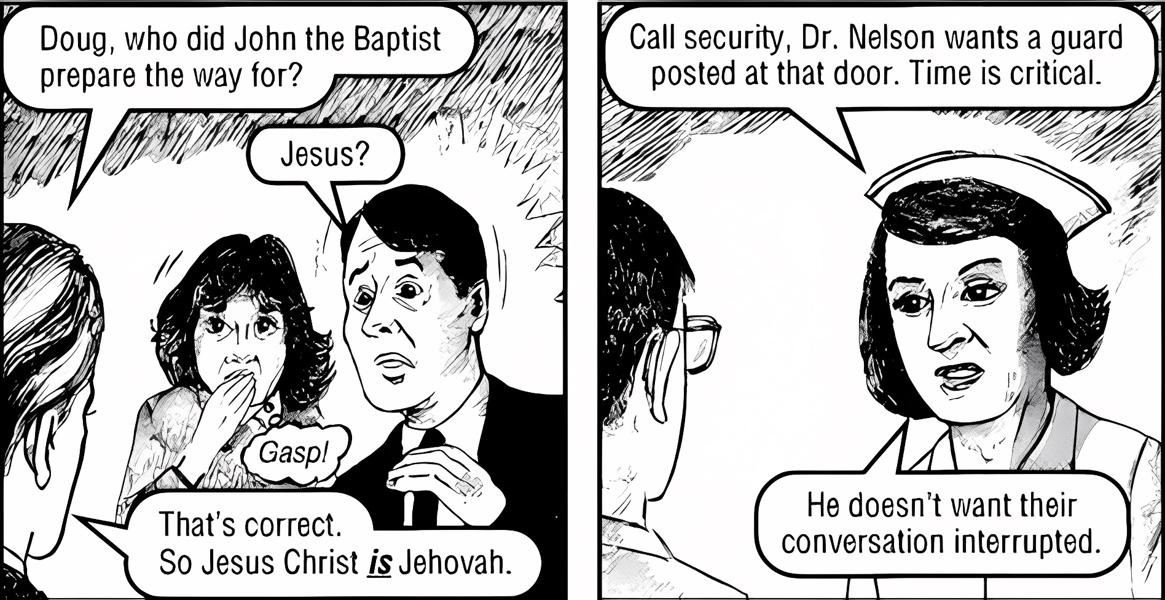 Doug, who did John the Baptist
prepare the way for?
Jesus?
Gasp!
That's correct.
So Jesus Christ is Jehovah.
Call security, Dr. Nelson wants a guard
posted at that door. Time is critical.
He doesn't want their
conversation interrupted.